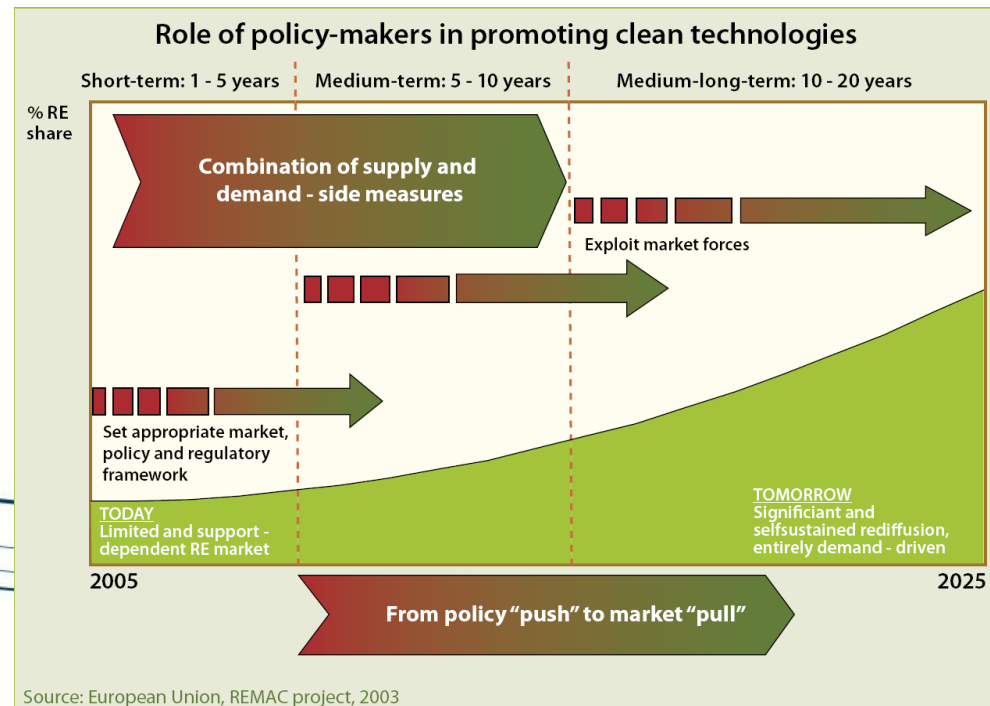 Role of policy-makers in promoting clean technologies
Short-term: 1 - 5 years
Medium-term: 5 - 10 years
Medium-long-term: 10 - 20 years
% RE
share
Combination of supply and
demand - side measures
Exploit market forces
Set appropriate market,
policy and regulatory
framework
TODAY
Limited and support -
dependent RE market
TOMORROW
Significiant and
selfsustained rediffusion,
entirely demand - driven
2005
2025
From policy “push” to market “pull”
Source: European Union, REMAC project, 2003